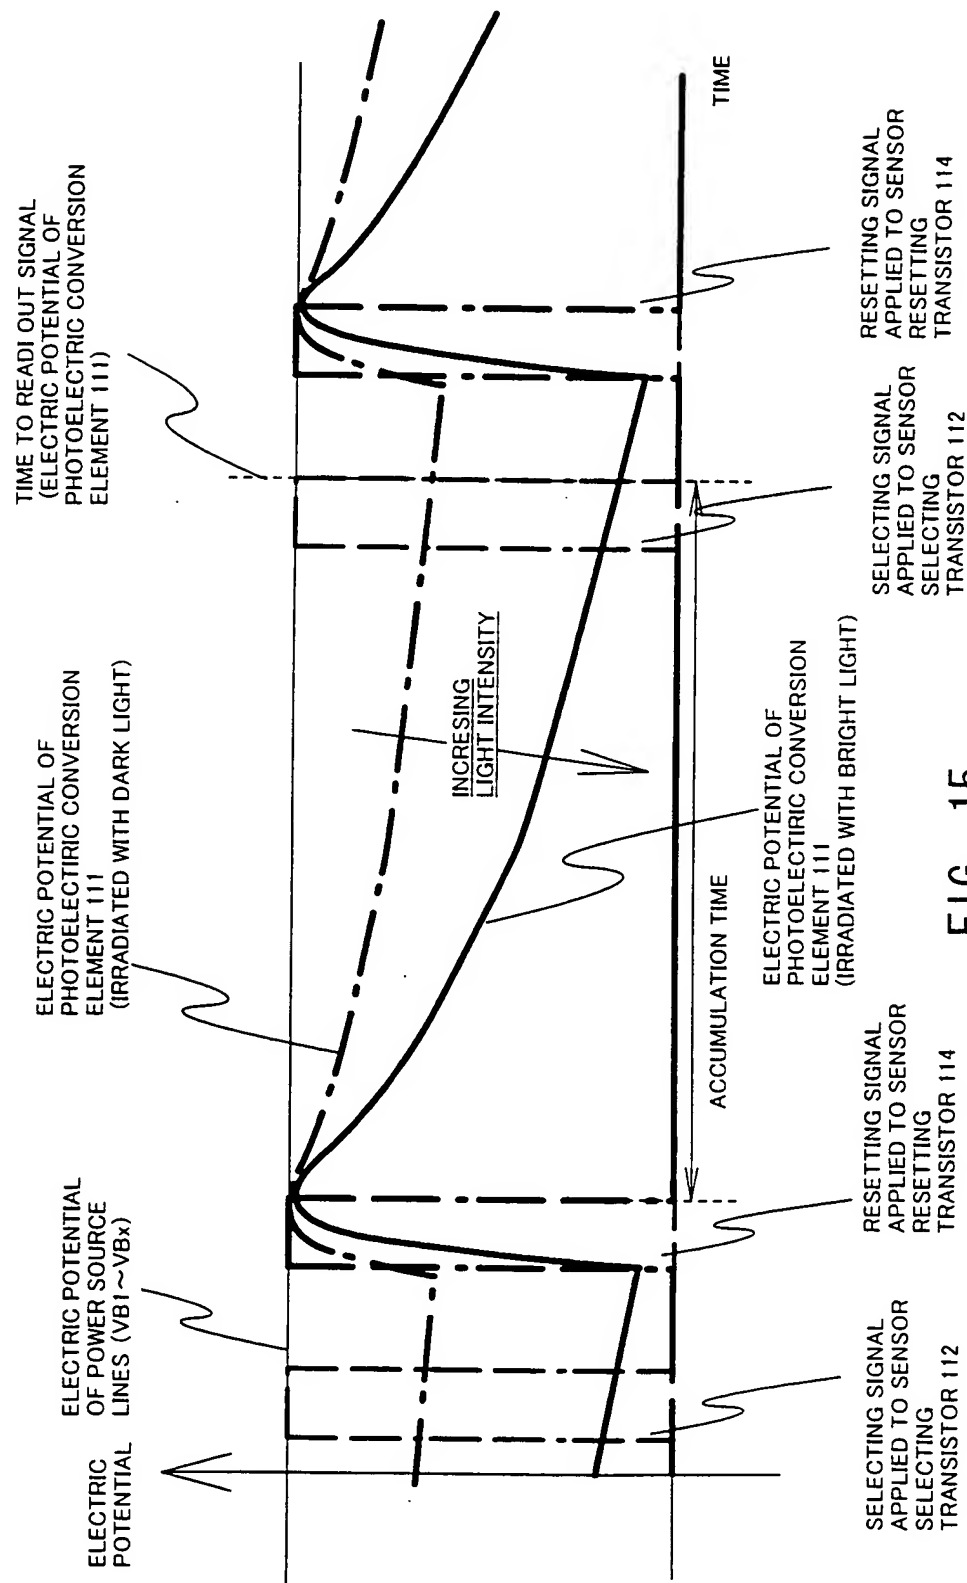 ELECTRIC
POTENTIAL
ELECTRIC POTENTIAL
OF POWER SOURCE
LINES (VB1~VBx)
ELECTRIC POTENTIAL OF
PHOTOELECTIRIC CONVERSION
ELEMENT 111
(IRRADIATED WITH DARK LIGHT)
TIME TO READI OUT SIGNAL
(ELECTRIC POTENTIAL OF
PHOTOELECTRIC CONVERSION
ELEMENT 111)
INCRESING
LIGHT INTENSITY
TIME
ACCUMULATION TIME
ELECTRIC POTENTIAL OF
PHOTOELECTIRIC CONVERSION
ELEMENT 111
(IRRADIATED WITH BRIGHT LIGHT)
SELECTING SIGNAL
APPLIED TO SENSOR
SELECTING
TRANSISTOR 112
RESETTING SIGNAL
APPLIED TO SENSOR
RESETTING
TRANSISTOR 114
SELECTING SIGNAL
APPLIED TO SENSOR
SELECTING
TRANSISTOR 112
RESETTING SIGNAL
APPLIED TO SENSOR
RESETTING
TRANSISTOR 114
FIG. 15